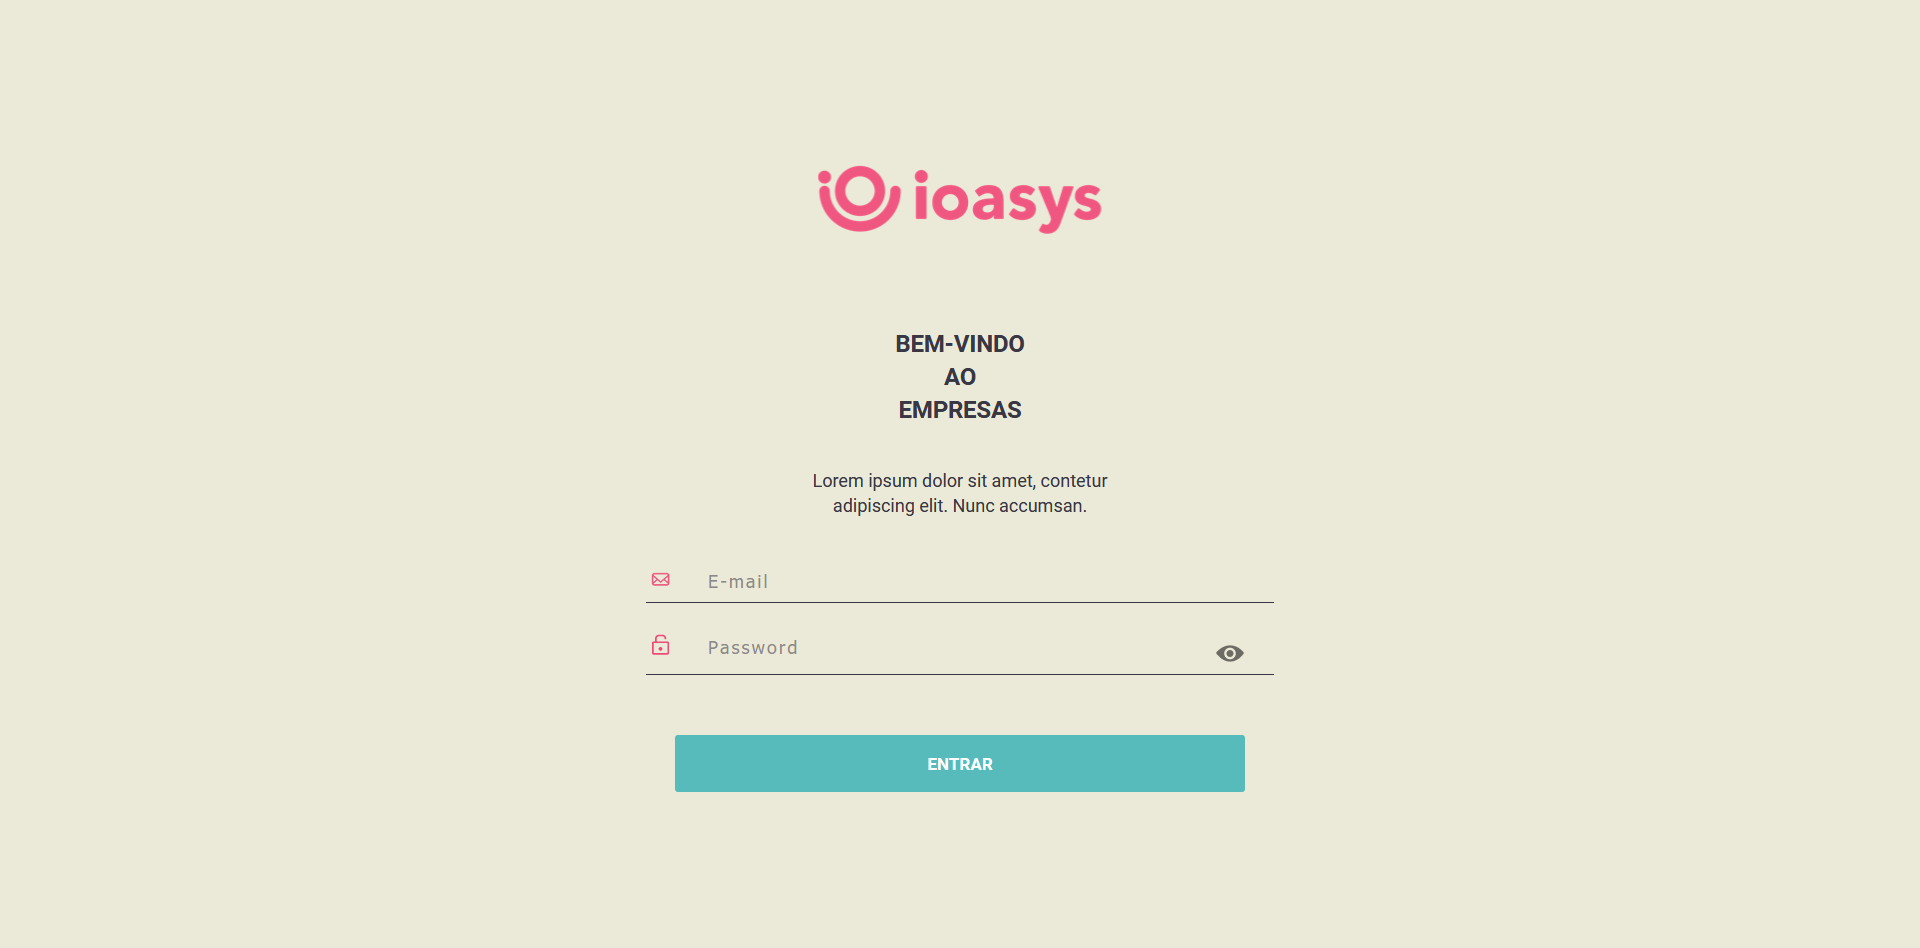 ioasys
BEM-VINDO
AO
EMPRESAS
Lorem ipsum dolor sit amet, contetur
adipiscing elit. Nunc accumsan.
E-mail
Password
ENTRAR